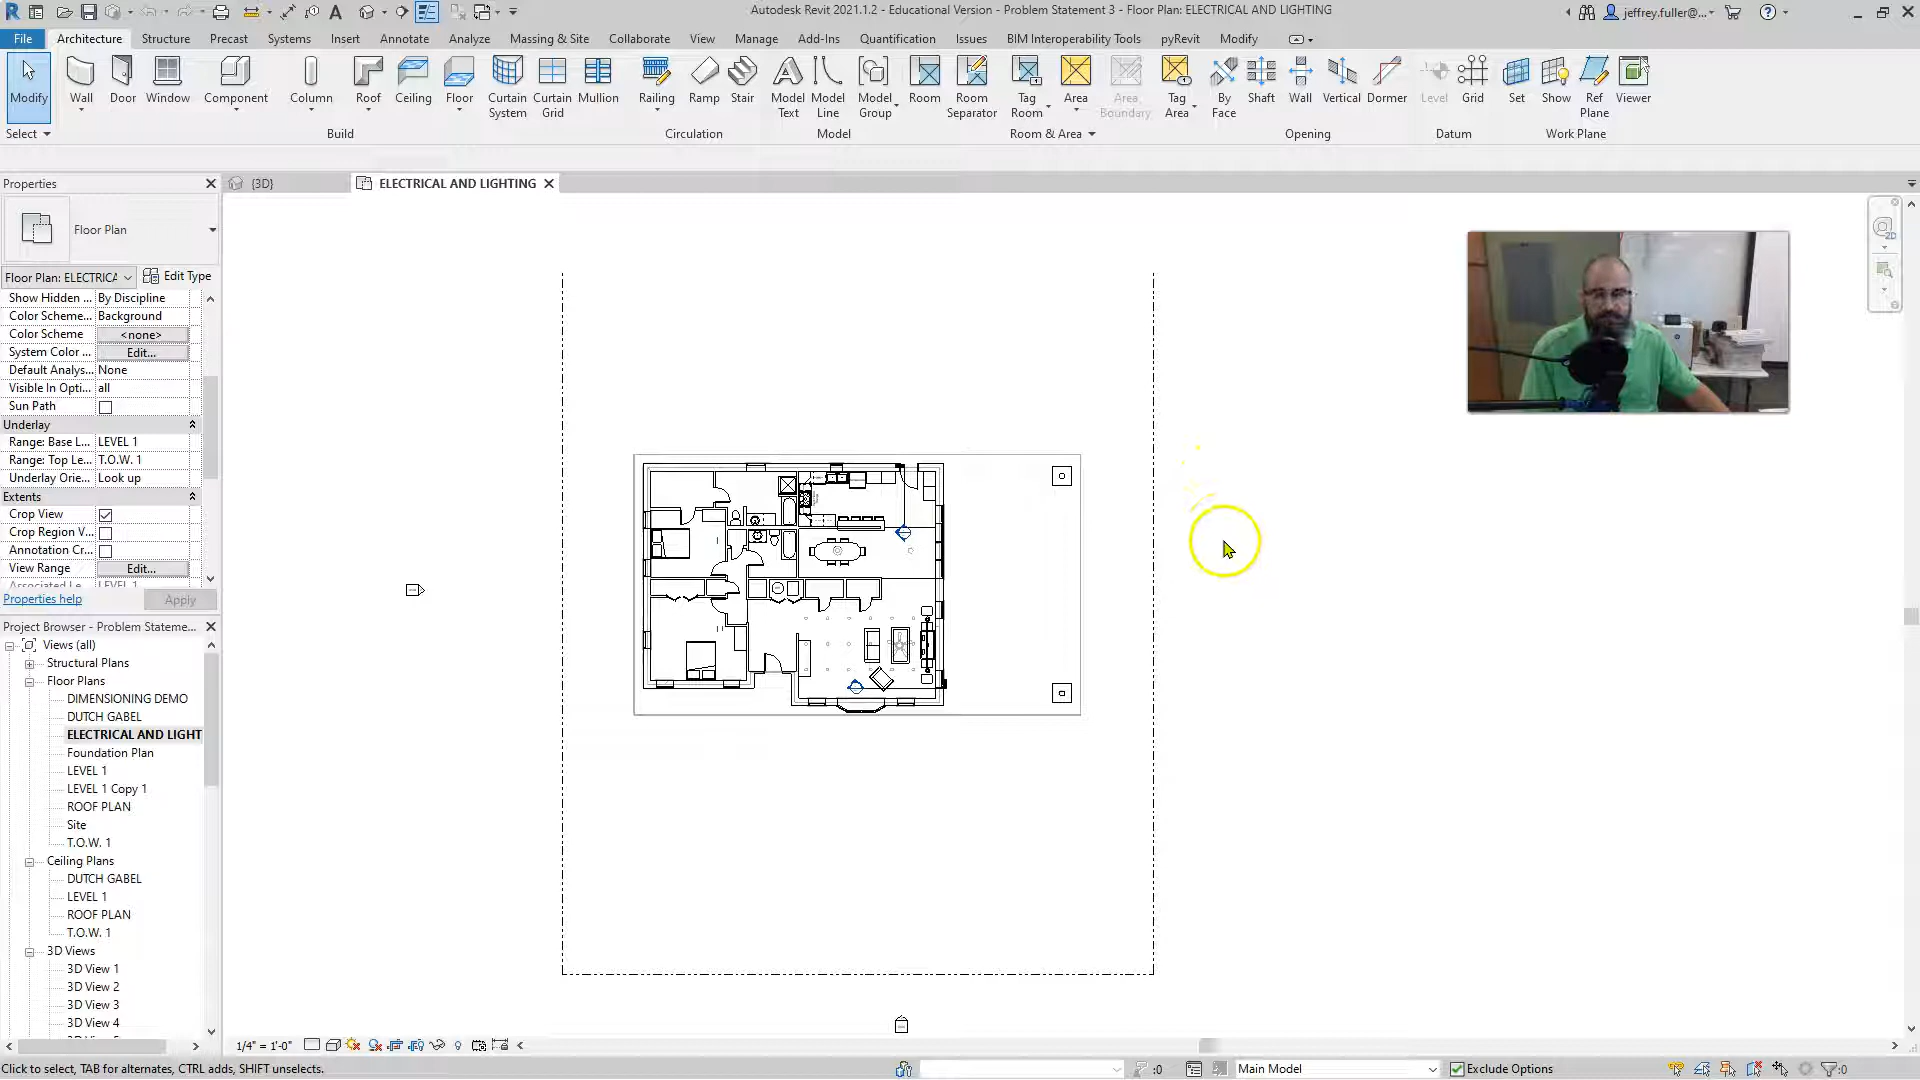 Autodesk Revit 2021.1.2 - Educational Version - Problem Statement 3 - Floor Plan: ELECTRICAL AND LIGHTING
jeffrey.fuller@...
File Architecture Structure Precast Systems Insert Annotate Analyze Massing & Site Collaborate View Manage Add-Ins Quantification Issues BIM Interoperability Tools pyRevit Modify
Modify Wall Door Window Component Column Roof Ceiling Floor Curtain System Curtain Grid Mullion Railing Ramp Stair Model Text Model Line Model Group Room Room Separator Tag Room Area Area Boundary Tag Area By Face Shaft Wall Vertical Dormer Level Grid Set Show Ref Plane Viewer
Select Build Circulation Model Room & Area Opening Datum Work Plane
Properties
{3D} ELECTRICAL AND LIGHTING
Floor Plan
Floor Plan: ELECTRICA Edit Type
Show Hidden ... By Discipline
Color Scheme... Background
Color Scheme <none>
System Color ... Edit...
Default Analys... None
Visible In Opti... all
Sun Path
Underlay
Range: Base L... LEVEL 1
Range: Top Le... T.O.W. 1
Underlay Orie... Look up
Extents
Crop View
Crop Region V...
Annotation Cr...
View Range Edit...
Associated Le... LEVEL 1
Properties help Apply
Project Browser - Problem Stateme...
Views (all)
Structural Plans
Floor Plans
DIMENSIONING DEMO
DUTCH GABEL
ELECTRICAL AND LIGHT
Foundation Plan
LEVEL 1
LEVEL 1 Copy 1
ROOF PLAN
Site
T.O.W. 1
Ceiling Plans
DUTCH GABEL
LEVEL 1
ROOF PLAN
T.O.W. 1
3D Views
3D View 1
3D View 2
3D View 3
3D View 4
2D
1/4" = 1'-0"
Click to select, TAB for alternates, CTRL adds, SHIFT unselects.
:0 Main Model Exclude Options :0